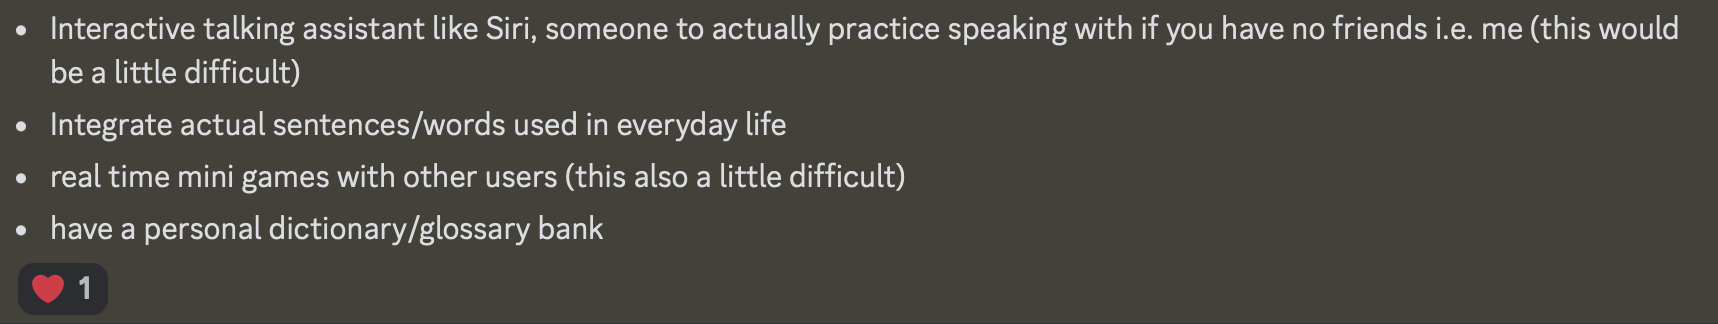 • Interactive talking assistant like Siri, someone to actually practice speaking with if you have no friends i.e. me (this would
be a little difficult)
• Integrate actual sentences/words used in everyday life
• real time mini games with other users (this also a little difficult)
• have a personal dictionary/glossary bank
❤️ 1